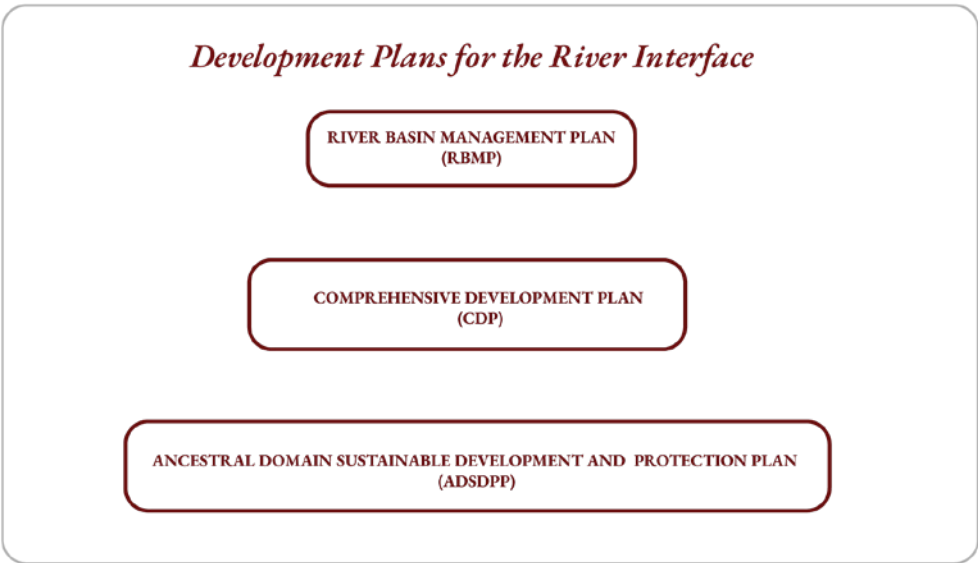 Development Plans for the River Interface
RIVER BASIN MANAGEMENT PLAN
(RBMP)
COMPREHENSIVE DEVELOPMENT PLAN
(CDP)
ANCESTRAL DOMAIN SUSTAINABLE DEVELOPMENT AND PROTECTION PLAN
(ADSDPP)